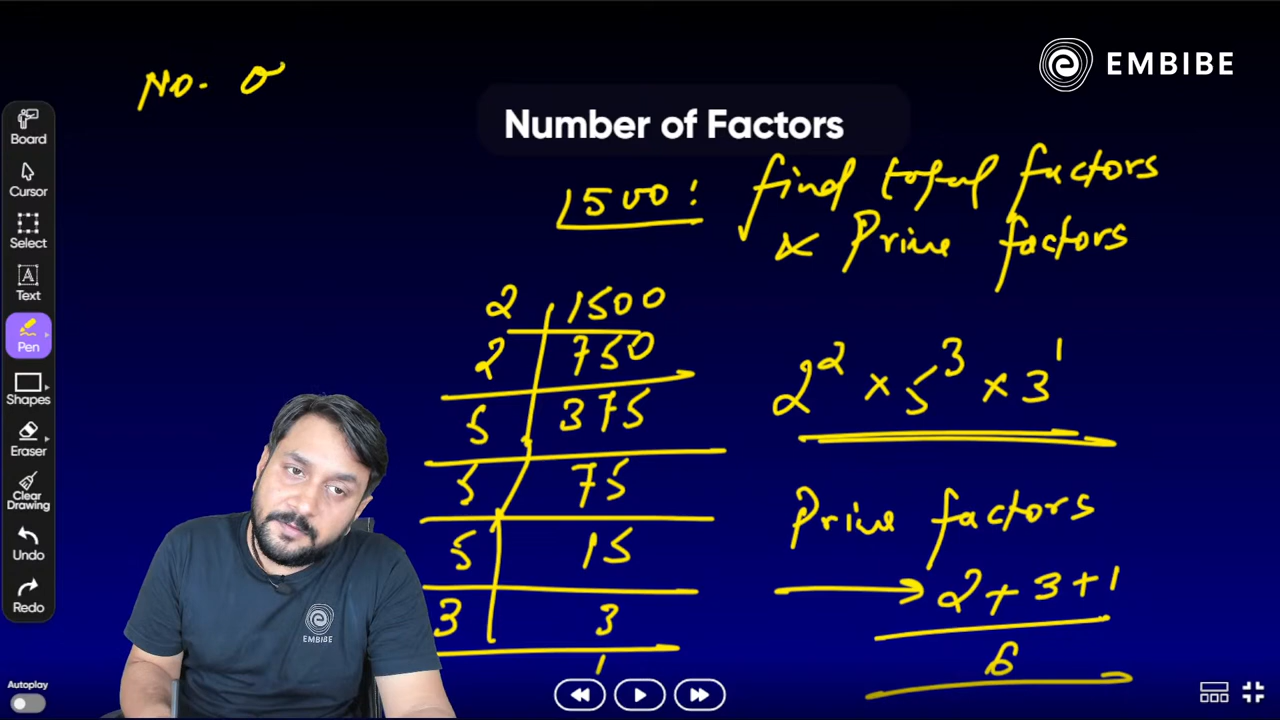 No. o
EMBIBE
Number of Factors
1500 : find total factors
& Prime factors
2 1500
2 750
5 375
5 75
5 15
3 3
1
2² × 5³ × 3¹
Prime factors
→ 2 + 3 + 1
6
Board
Cursor
Select
A
Text
Pen
Shapes
Eraser
Clear
Drawing
Undo
Redo
EMBIBE
Autoplay